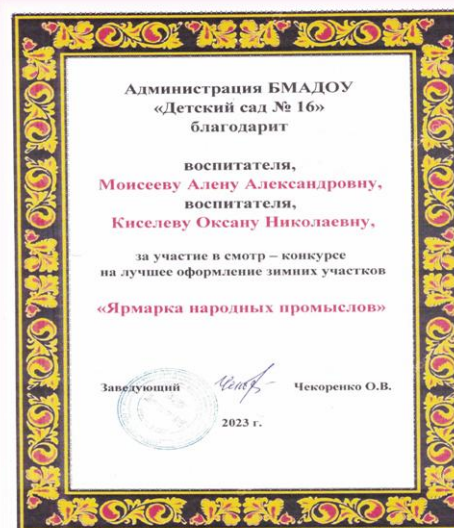 Администрация БМАДОУ
«Детский сад № 16»
благодарит
воспитателя,
Моисееву Алену Александровну,
воспитателя,
Киселеву Оксану Николаевну,
за участие в смотр – конкурсе
на лучшее оформление зимних участков
«Ярмарка народных промыслов»
Заведующий Чекоренко О.В.
2023 г.